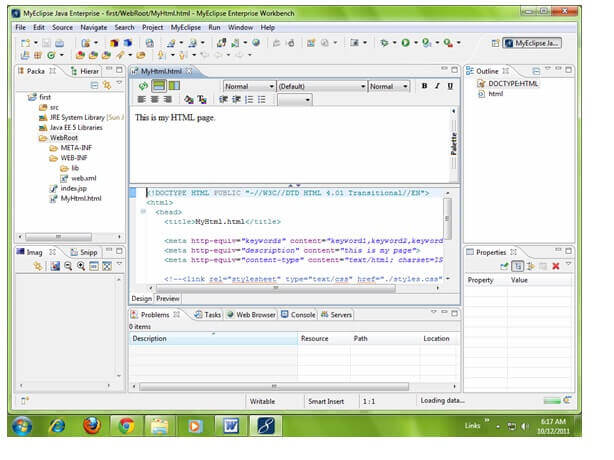 MyEclipse Java Enterprise - first/WebRoot/MyHtml.html - MyEclipse Enterprise Workbench
File Edit Source Navigate Search Project MyEclipse Run Window Help
MyEclipse Ja...
Packa
Hierar
MyHtml.html
Outline
Normal
(Default)
Normal
B I U
DOCTYPE:HTML
html
first
src
JRE System Library [Sun J
Java EE 5 Libraries
WebRoot
META-INF
WEB-INF
lib
web.xml
index.jsp
MyHtml.html
This is my HTML page.
Palette
<!DOCTYPE HTML PUBLIC "-//W3C//DTD HTML 4.01 Transitional//EN">
<html>
<head>
<title>MyHtml.html</title>
<meta http-equiv="keywords" content="keyword1,keyword2,keyword
<meta http-equiv="description" content="this is my page">
<meta http-equiv="content-type" content="text/html; charset=IS
<!--<link rel="stylesheet" type="text/css" href="./styles.css"
Design Preview
Imag
Snipp
Properties
Property Value
Problems Tasks Web Browser Console Servers
0 items
Description Resource Path Location
Writable Smart Insert 1 : 1 Loading data...
Links
6:17 AM
10/12/2011